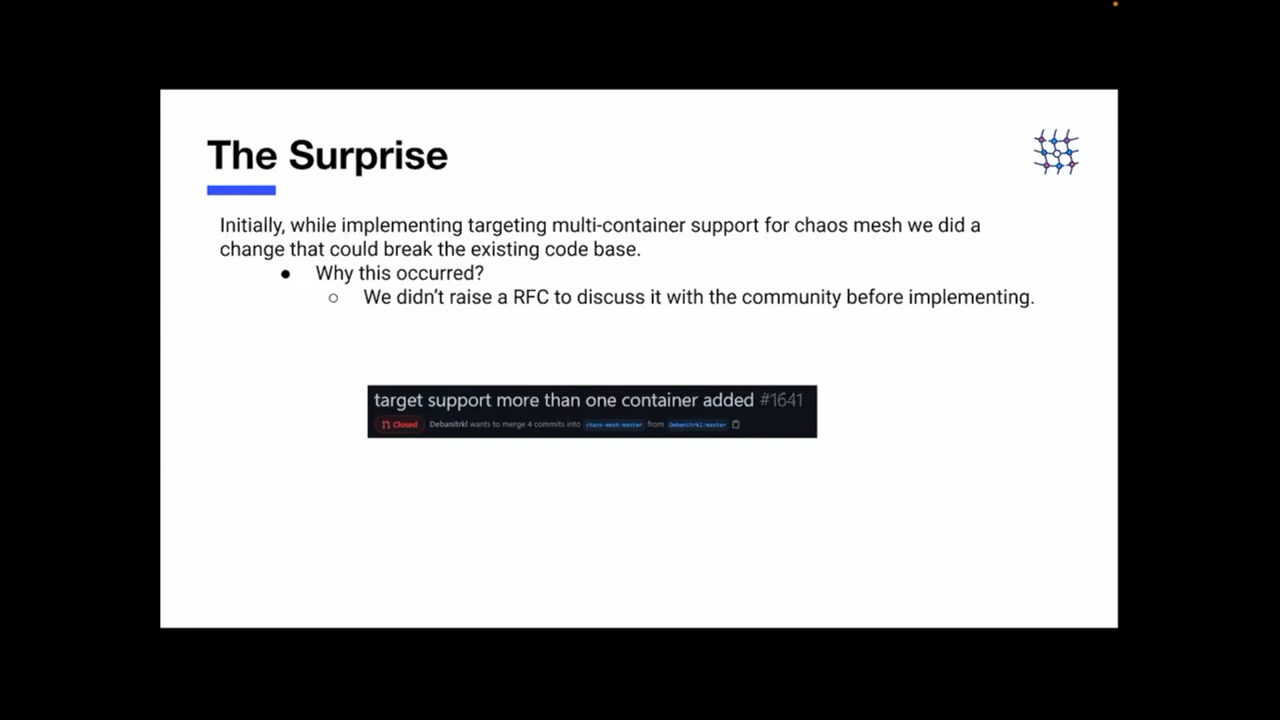 The Surprise
Initially, while implementing targeting multi-container support for chaos mesh we did a
change that could break the existing code base.
● Why this occurred?
○ We didn’t raise a RFC to discuss it with the community before implementing.
target support more than one container added #1641
Closed Debanitrkl wants to merge 4 commits into chaos-mesh:master from Debanitrkl:master